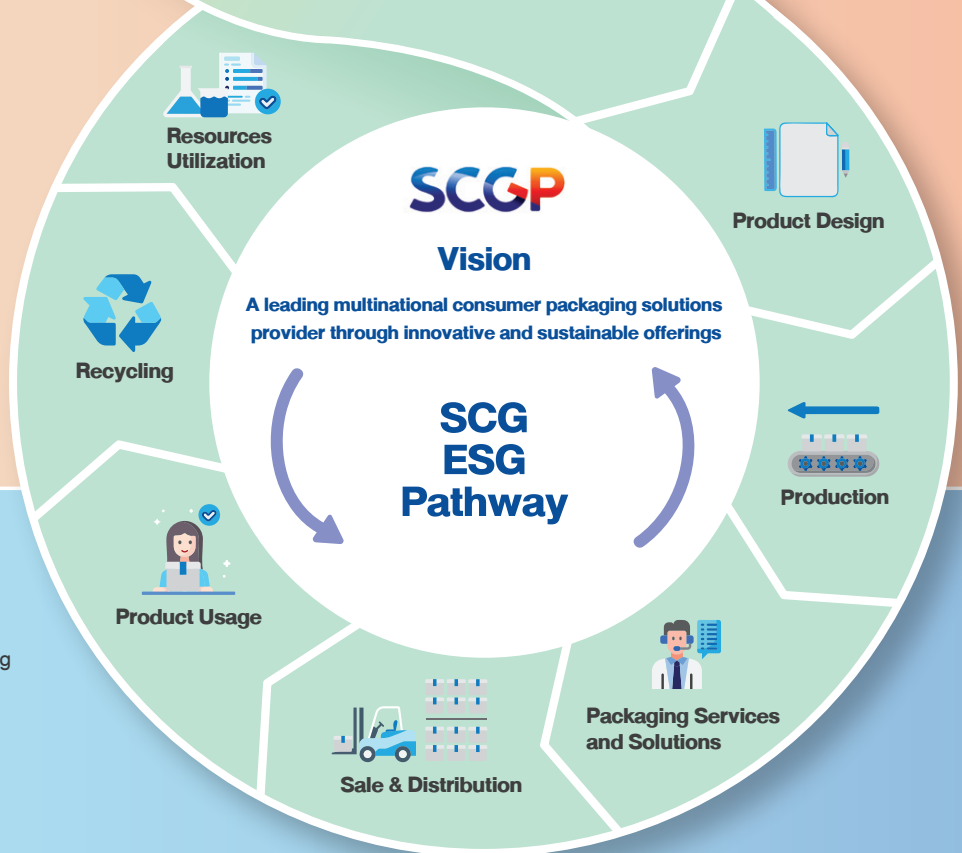 Resources
Utilization
SCGP
Vision
A leading multinational consumer packaging solutions
provider through innovative and sustainable offerings
Product Design
Recycling
SCG
ESG
Pathway
Production
Product Usage
g
Packaging Services
and Solutions
Sale & Distribution